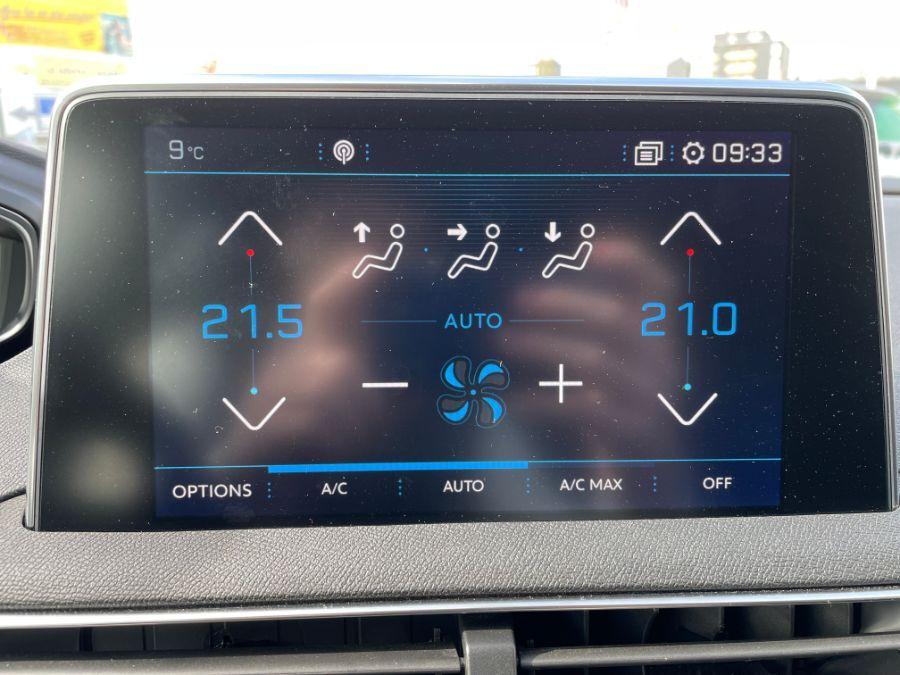 9°C
09:33
21.5
AUTO
21.0
OPTIONS A/C AUTO A/C MAX OFF